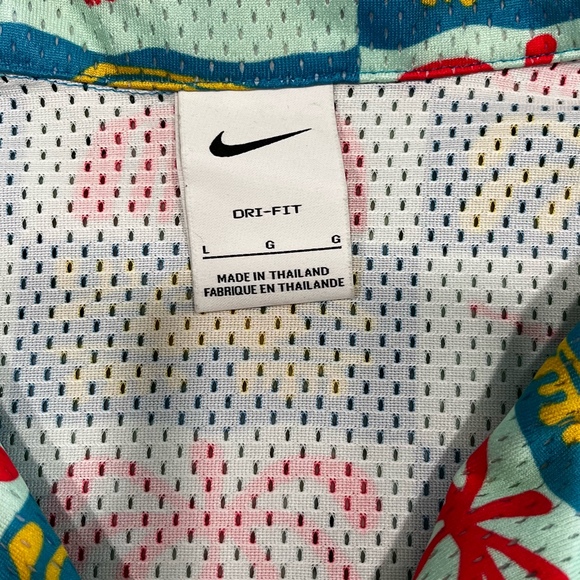 DRI-FIT
L G G
MADE IN THAILAND
FABRIQUE EN THAILANDE